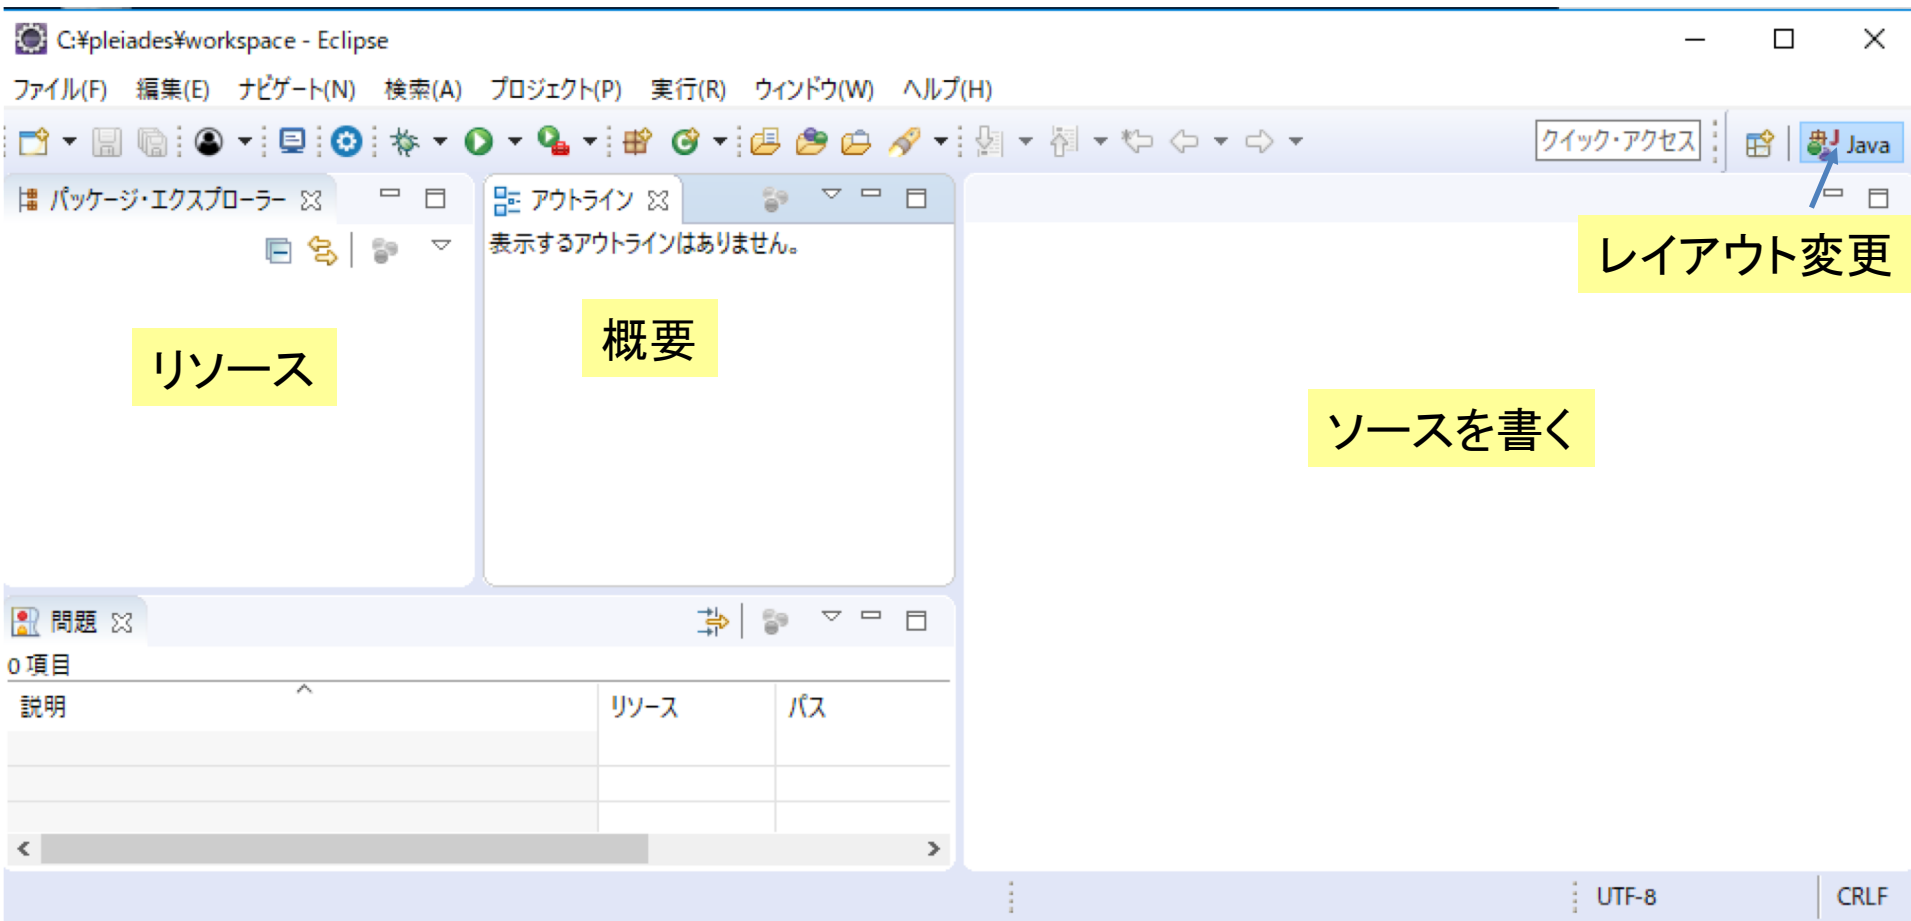 C:¥pleiades¥workspace - Eclipse
ファイル(F) 編集(E) ナビゲート(N) 検索(A) プロジェクト(P) 実行(R) ウィンドウ(W) ヘルプ(H)
クイック・アクセス
Java
パッケージ・エクスプローラー
アウトライン
表示するアウトラインはありません。
レイアウト変更
リソース
概要
ソースを書く
問題
0 項目
説明 リソース パス
UTF-8 CRLF